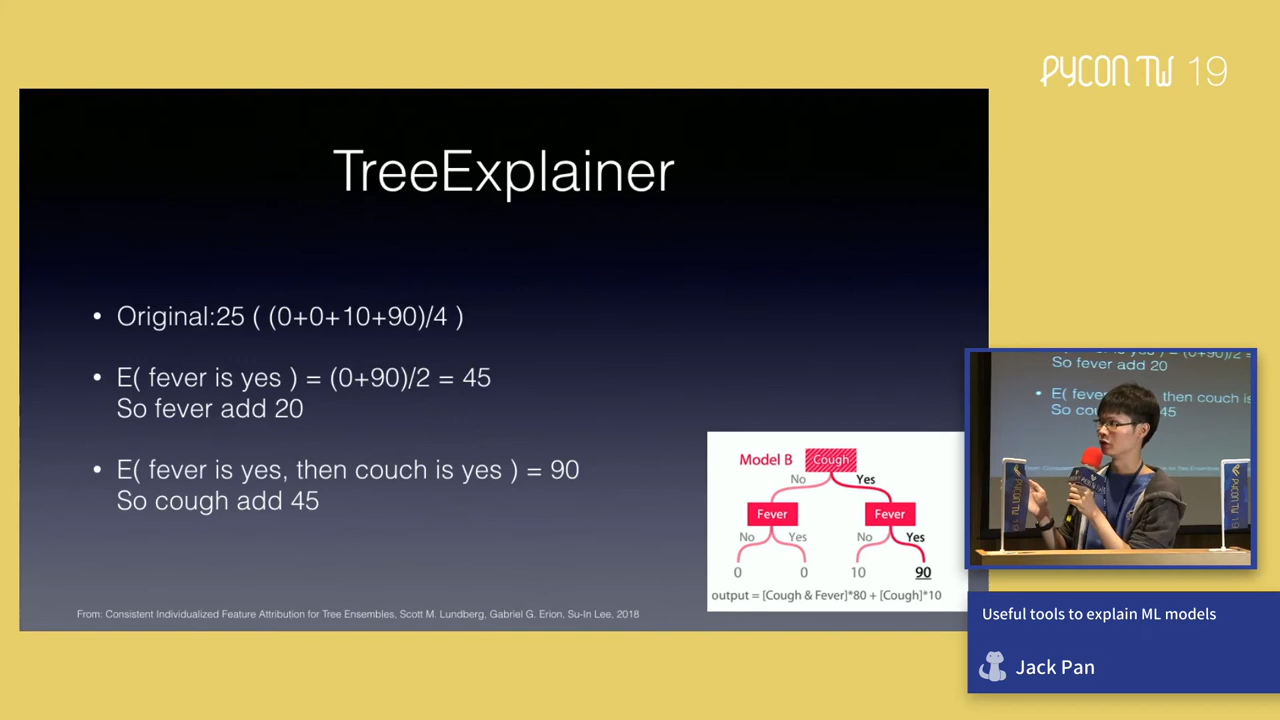 PYCON TW 19
TreeExplainer
• Original:25 ( (0+0+10+90)/4 )
• E( fever is yes ) = (0+90)/2 = 45
So fever add 20
• E( fever is yes, then couch is yes ) = 90
So cough add 45
Model B
Cough
No Yes
Fever Fever
No Yes No Yes
0 0 10 90
output = [Cough & Fever]*80 + [Cough]*10
From: Consistent Individualized Feature Attribution for Tree Ensembles, Scott M. Lundberg, Gabriel G. Erion, Su-In Lee, 2018
So fever add 20
• E( feve then couch is
So co 45
PYCON TW 19
Useful tools to explain ML models
Jack Pan